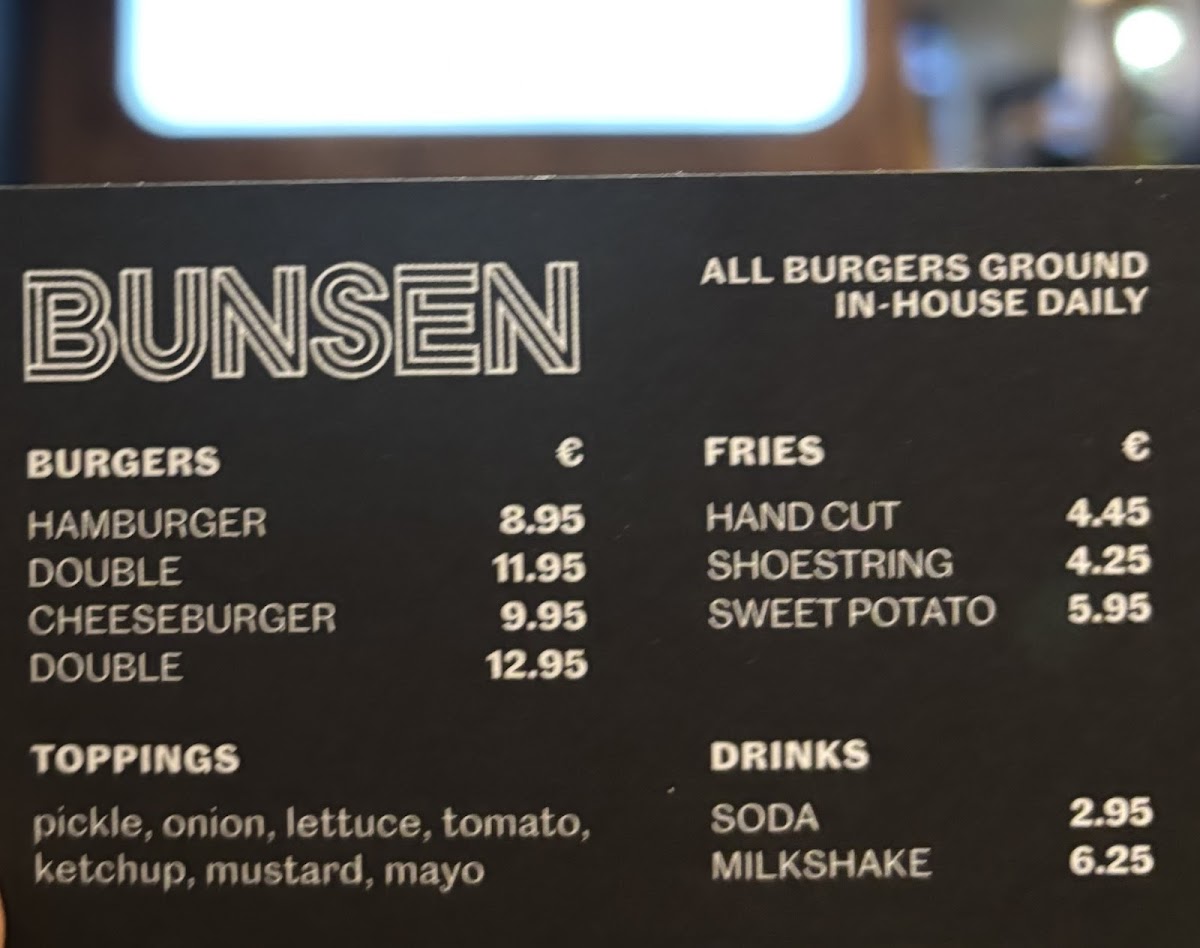 BUNSEN
ALL BURGERS GROUND
IN-HOUSE DAILY
BURGERS €
HAMBURGER 8.95
DOUBLE 11.95
CHEESEBURGER 9.95
DOUBLE 12.95
TOPPINGS
pickle, onion, lettuce, tomato,
ketchup, mustard, mayo
FRIES €
HAND CUT 4.45
SHOESTRING 4.25
SWEET POTATO 5.95
DRINKS
SODA 2.95
MILKSHAKE 6.25